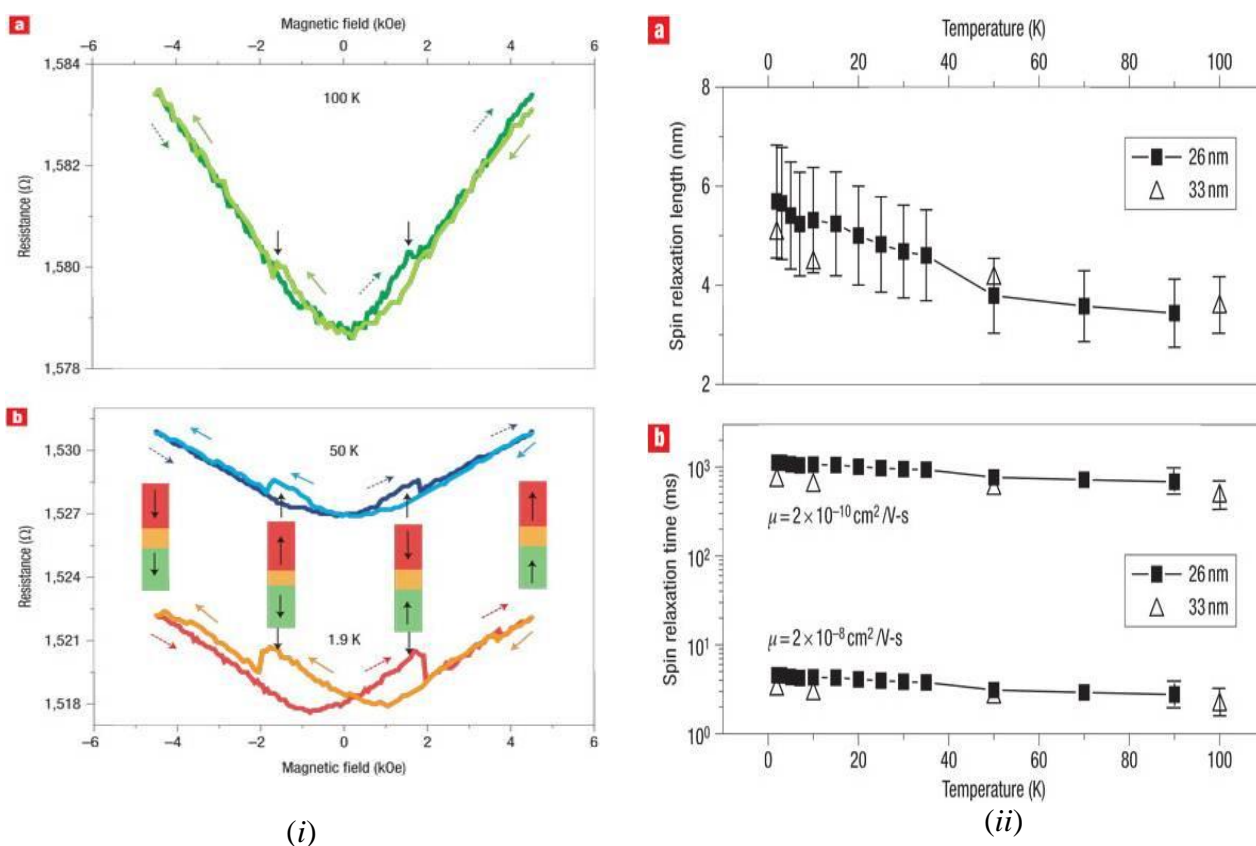 a
Magnetic field (kOe)
−6 −4 −2 0 2 4 6
1,584
1,582
1,580
1,578
Resistance (Ω)
100 K
b
1,530
1,527
1,524
1,521
1,518
Resistance (Ω)
50 K
1.9 K
−6 −4 −2 0 2 4 6
Magnetic field (kOe)
(i)
a
Temperature (K)
0 20 40 60 80 100
8
6
4
2
Spin relaxation length (nm)
26 nm
33 nm
b
10³
10²
10¹
10⁰
Spin relaxation time (ms)
μ = 2 × 10⁻¹⁰ cm²/V-s
26 nm
33 nm
μ = 2 × 10⁻⁸ cm²/V-s
0 20 40 60 80 100
Temperature (K)
(ii)